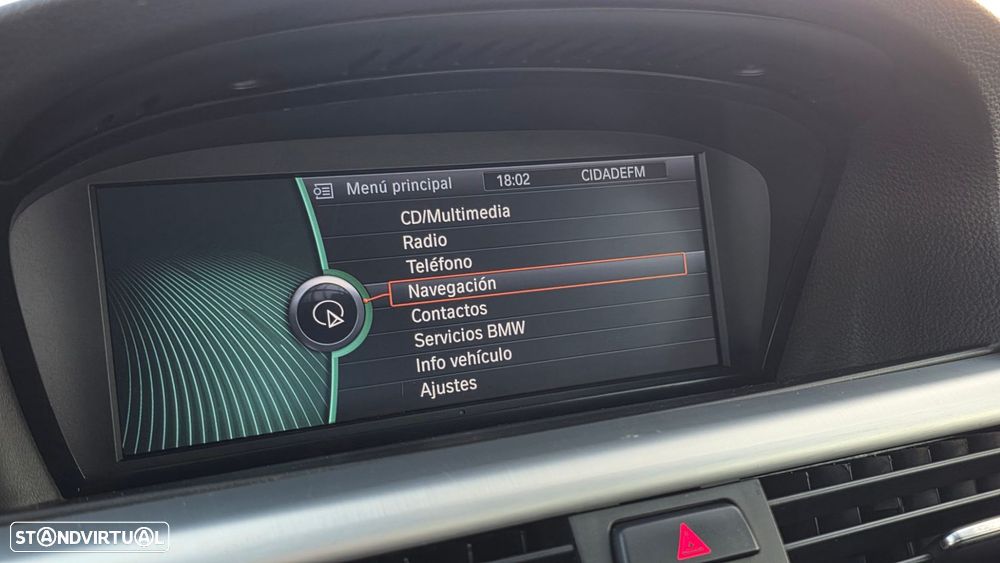 Menú principal 18:02 CIDADEFM
CD/Multimedia
Radio
Teléfono
Navegación
Contactos
Servicios BMW
Info vehículo
Ajustes
STANDVIRTUAL